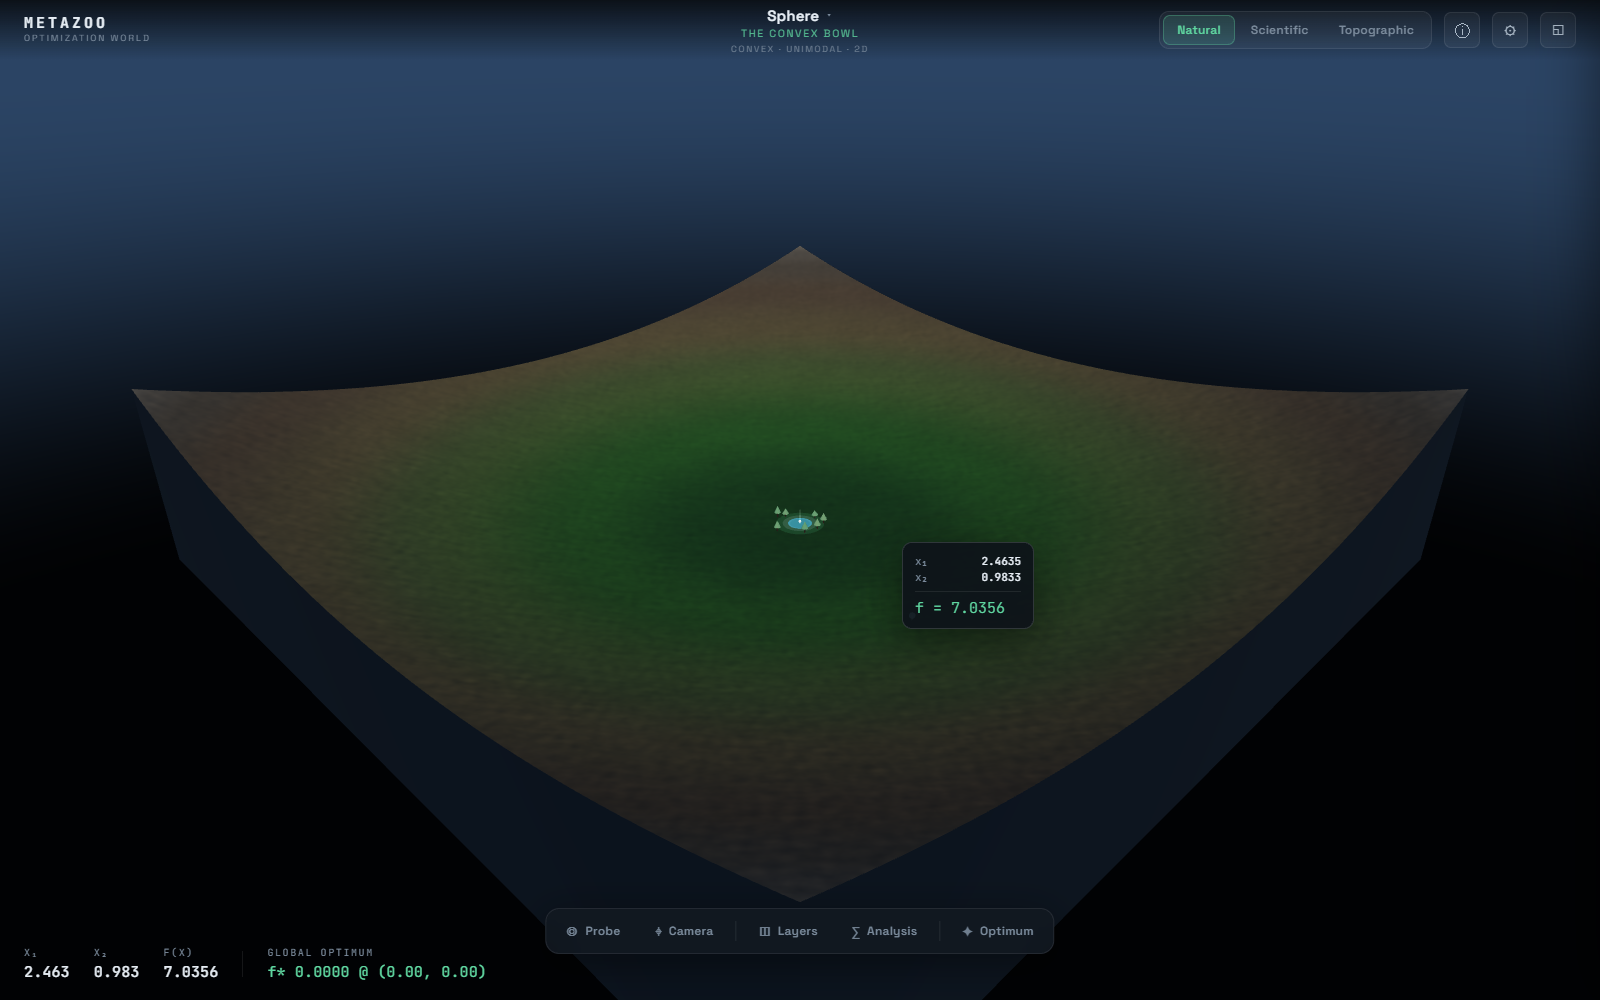 METAZOO
OPTIMIZATION WORLD
Sphere
THE CONVEX BOWL
CONVEX · UNIMODAL · 2D
Natural
Scientific
Topographic
x₁ 2.4635
x₂ 0.9833
f = 7.0356
Probe
Camera
Layers
∑ Analysis
Optimum
X₁ X₂ F(X) GLOBAL OPTIMUM
2.463 0.983 7.0356 f* 0.0000 @ (0.00, 0.00)